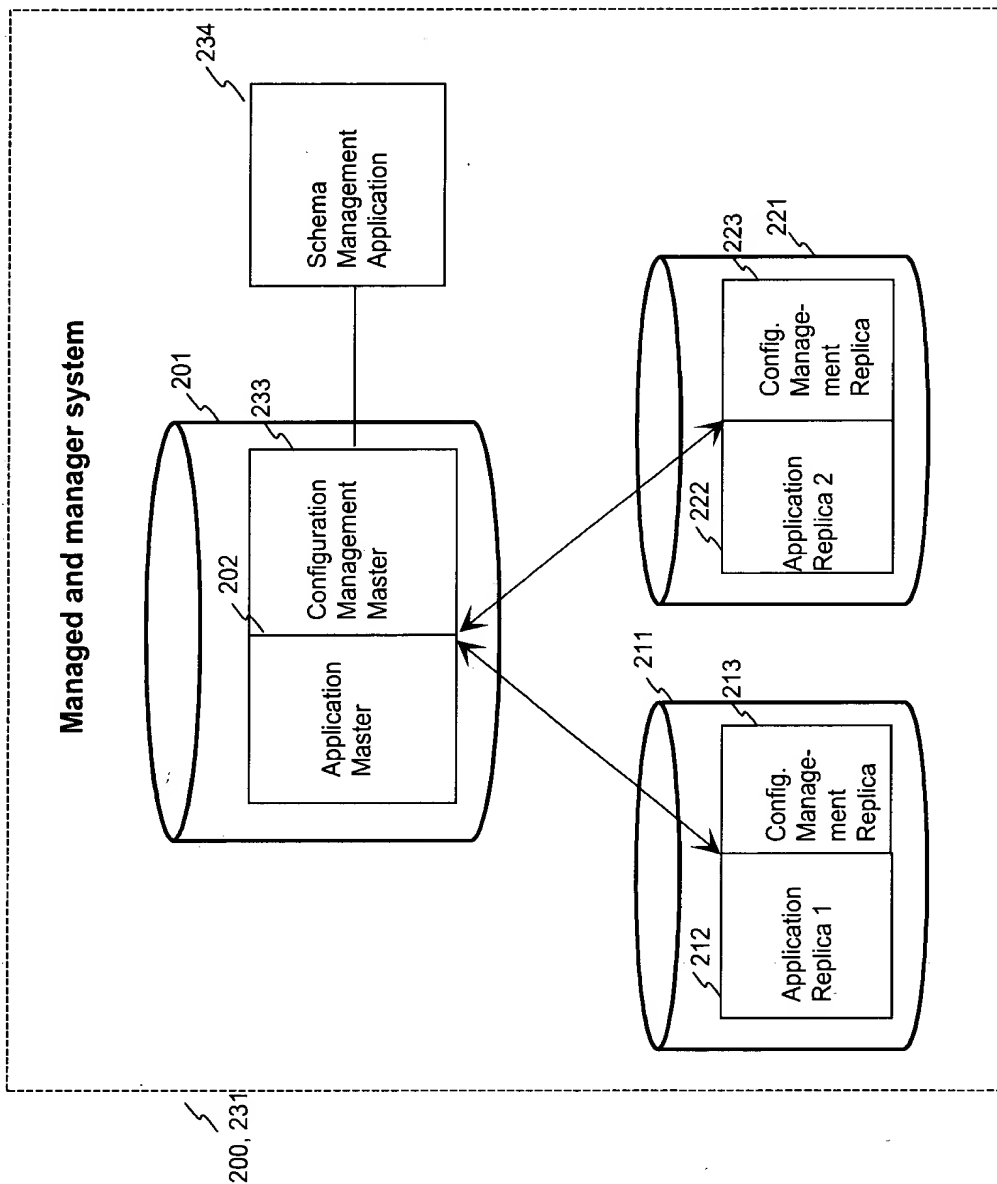 Managed and manager system
201
233
234
202
Application
Master
Configuration
Management
Master
Schema
Management
Application
211
213
212
Application
Replica 1
Config.
Manage-
ment
Replica
221
223
222
Application
Replica 2
Config.
Manage-
ment
Replica
200, 231